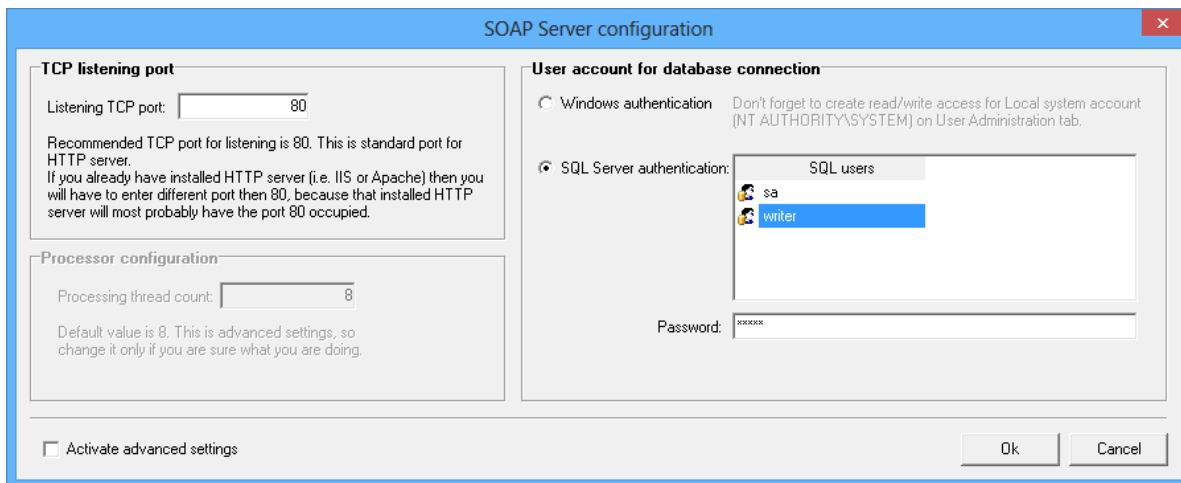 SOAP Server configuration
TCP listening port
Listening TCP port: 80
Recommended TCP port for listening is 80. This is standard port for
HTTP server.
If you already have installed HTTP server (i.e. IIS or Apache) then you
will have to enter different port then 80, because that installed HTTP
server will most probably have the port 80 occupied.
Processor configuration
Processing thread count: 8
Default value is 8. This is advanced settings, so
change it only if you are sure what you are doing.
User account for database connection
Windows authentication
Don't forget to create read/write access for Local system account
(NT AUTHORITY\SYSTEM) on User Administration tab.
SQL Server authentication:
SQL users
sa
writer
Password: *****
Activate advanced settings
Ok
Cancel